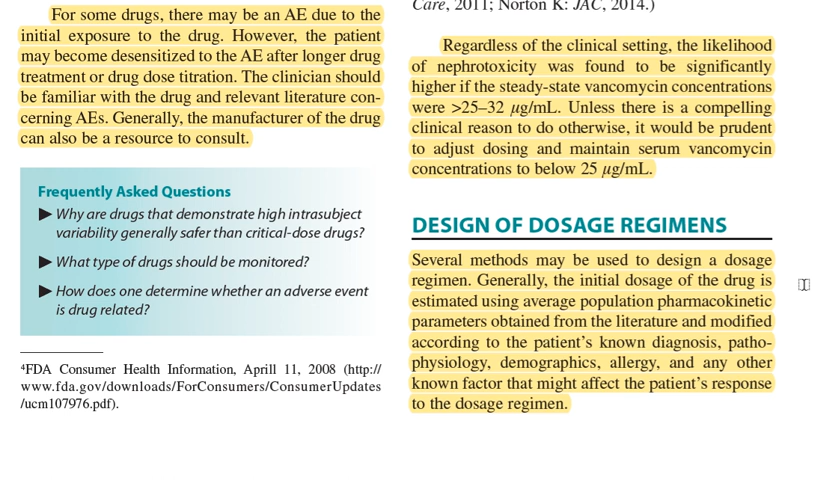 For some drugs, there may be an AE due to the
initial exposure to the drug. However, the patient
may become desensitized to the AE after longer drug
treatment or drug dose titration. The clinician should
be familiar with the drug and relevant literature con-
cerning AEs. Generally, the manufacturer of the drug
can also be a resource to consult.
Frequently Asked Questions
▶ Why are drugs that demonstrate high intrasubject
variability generally safer than critical-dose drugs?
▶ What type of drugs should be monitored?
▶ How does one determine whether an adverse event
is drug related?
⁴FDA Consumer Health Information, Aprill 11, 2008 (http://
www.fda.gov/downloads/ForConsumers/ConsumerUpdates
/ucm107976.pdf).
Care, 2011; Norton K: JAC, 2014.)
Regardless of the clinical setting, the likelihood
of nephrotoxicity was found to be significantly
higher if the steady-state vancomycin concentrations
were >25–32 μg/mL. Unless there is a compelling
clinical reason to do otherwise, it would be prudent
to adjust dosing and maintain serum vancomycin
concentrations to below 25 μg/mL.
DESIGN OF DOSAGE REGIMENS
Several methods may be used to design a dosage
regimen. Generally, the initial dosage of the drug is
estimated using average population pharmacokinetic
parameters obtained from the literature and modified
according to the patient's known diagnosis, patho-
physiology, demographics, allergy, and any other
known factor that might affect the patient's response
to the dosage regimen.